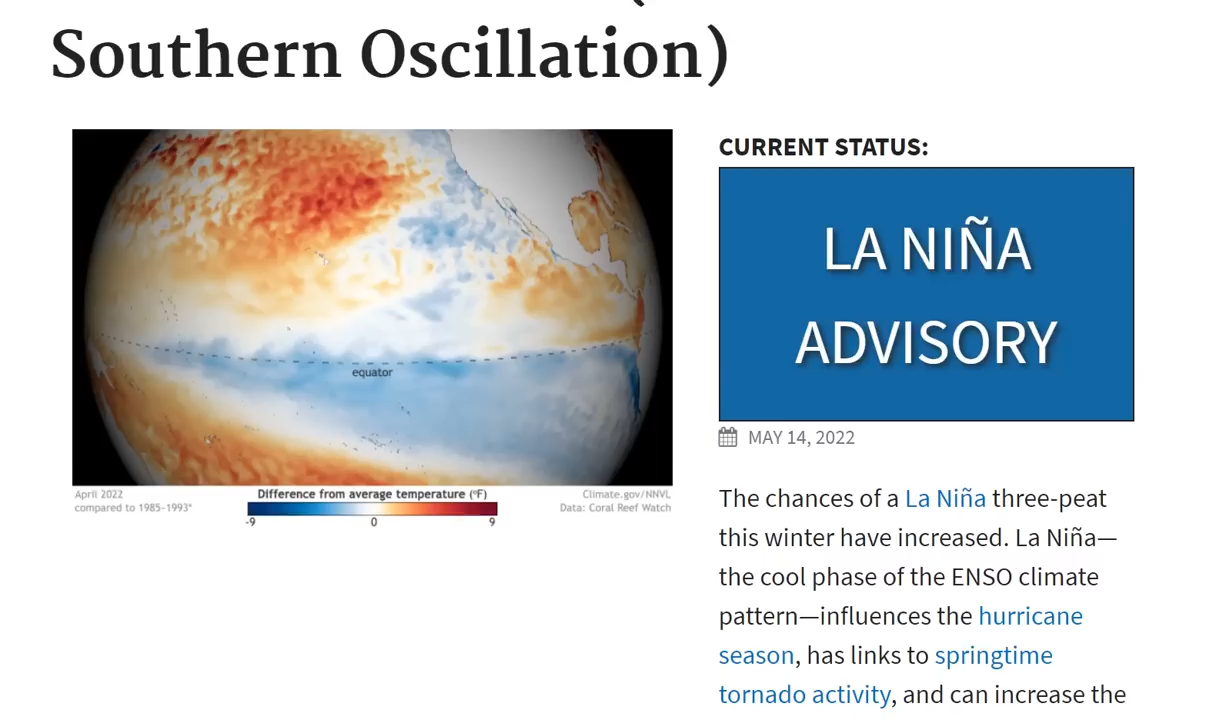 Southern Oscillation)
CURRENT STATUS:
LA NIÑA
ADVISORY
equator
MAY 14, 2022
April 2022
compared to 1985-1993*
Difference from average temperature (°F)
-9 0 9
Climate.gov/NNVL
Data: Coral Reef Watch
The chances of a La Niña three-peat
this winter have increased. La Niña—
the cool phase of the ENSO climate
pattern—influences the hurricane
season, has links to springtime
tornado activity, and can increase the